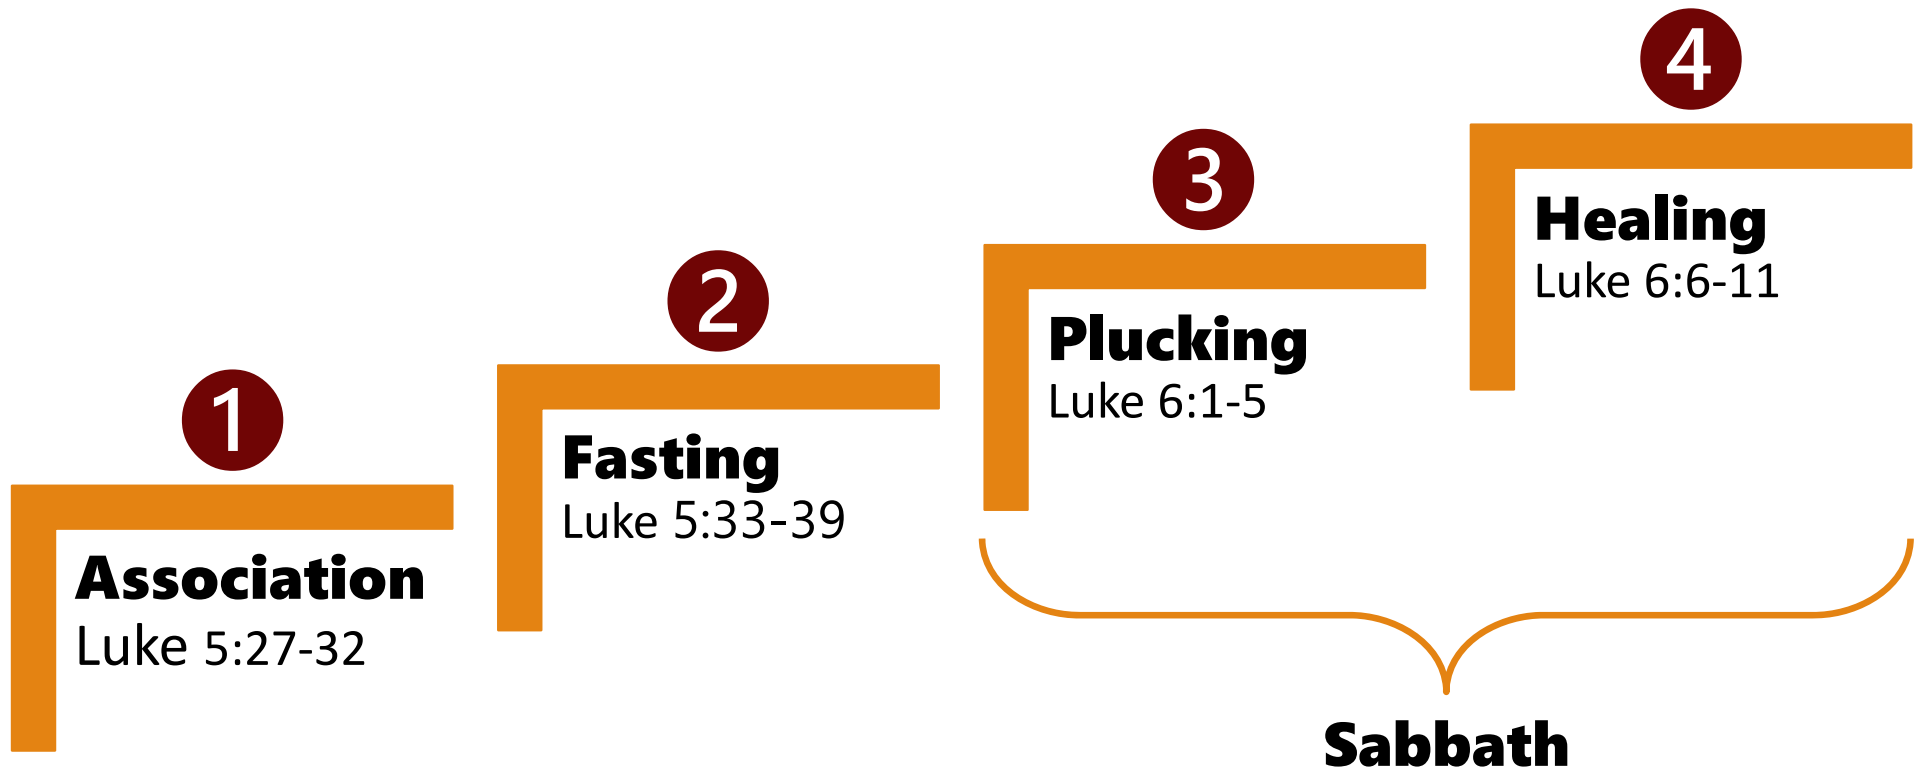 1
Association
Luke 5:27-32
2
Fasting
Luke 5:33-39
3
Plucking
Luke 6:1-5
4
Healing
Luke 6:6-11
Sabbath